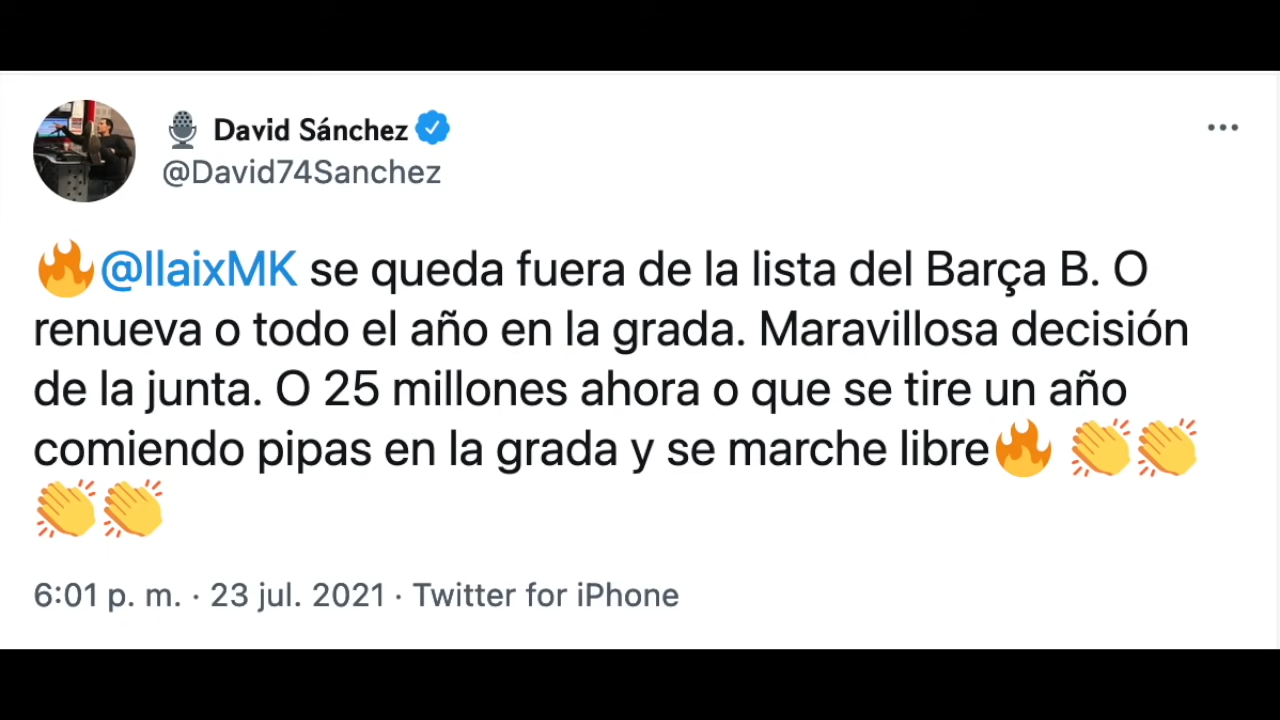 🎙 David Sánchez
@David74Sanchez
🔥@IlaixMK se queda fuera de la lista del Barça B. O
renueva o todo el año en la grada. Maravillosa decisión
de la junta. O 25 millones ahora o que se tire un año
comiendo pipas en la grada y se marche libre🔥 👏👏
👏👏
6:01 p. m. · 23 jul. 2021 · Twitter for iPhone